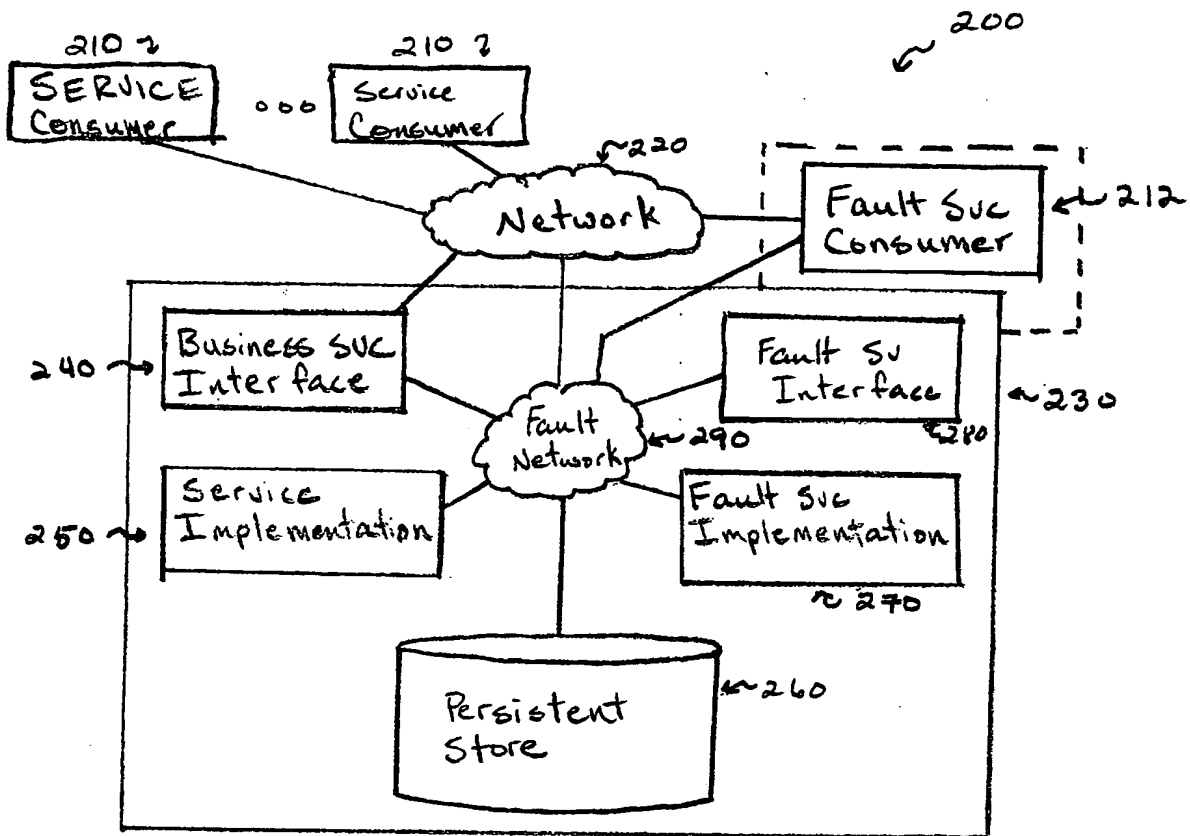 200
210 210
SERVICE
Consumer
Service
Consumer
220
Network
Fault Svc
Consumer
212
240
Business SVC
Interface
Fault Sv
Interface
230
280
Fault
Network
290
250
Service
Implementation
Fault Svc
Implementation
270
Persistent
Store
260